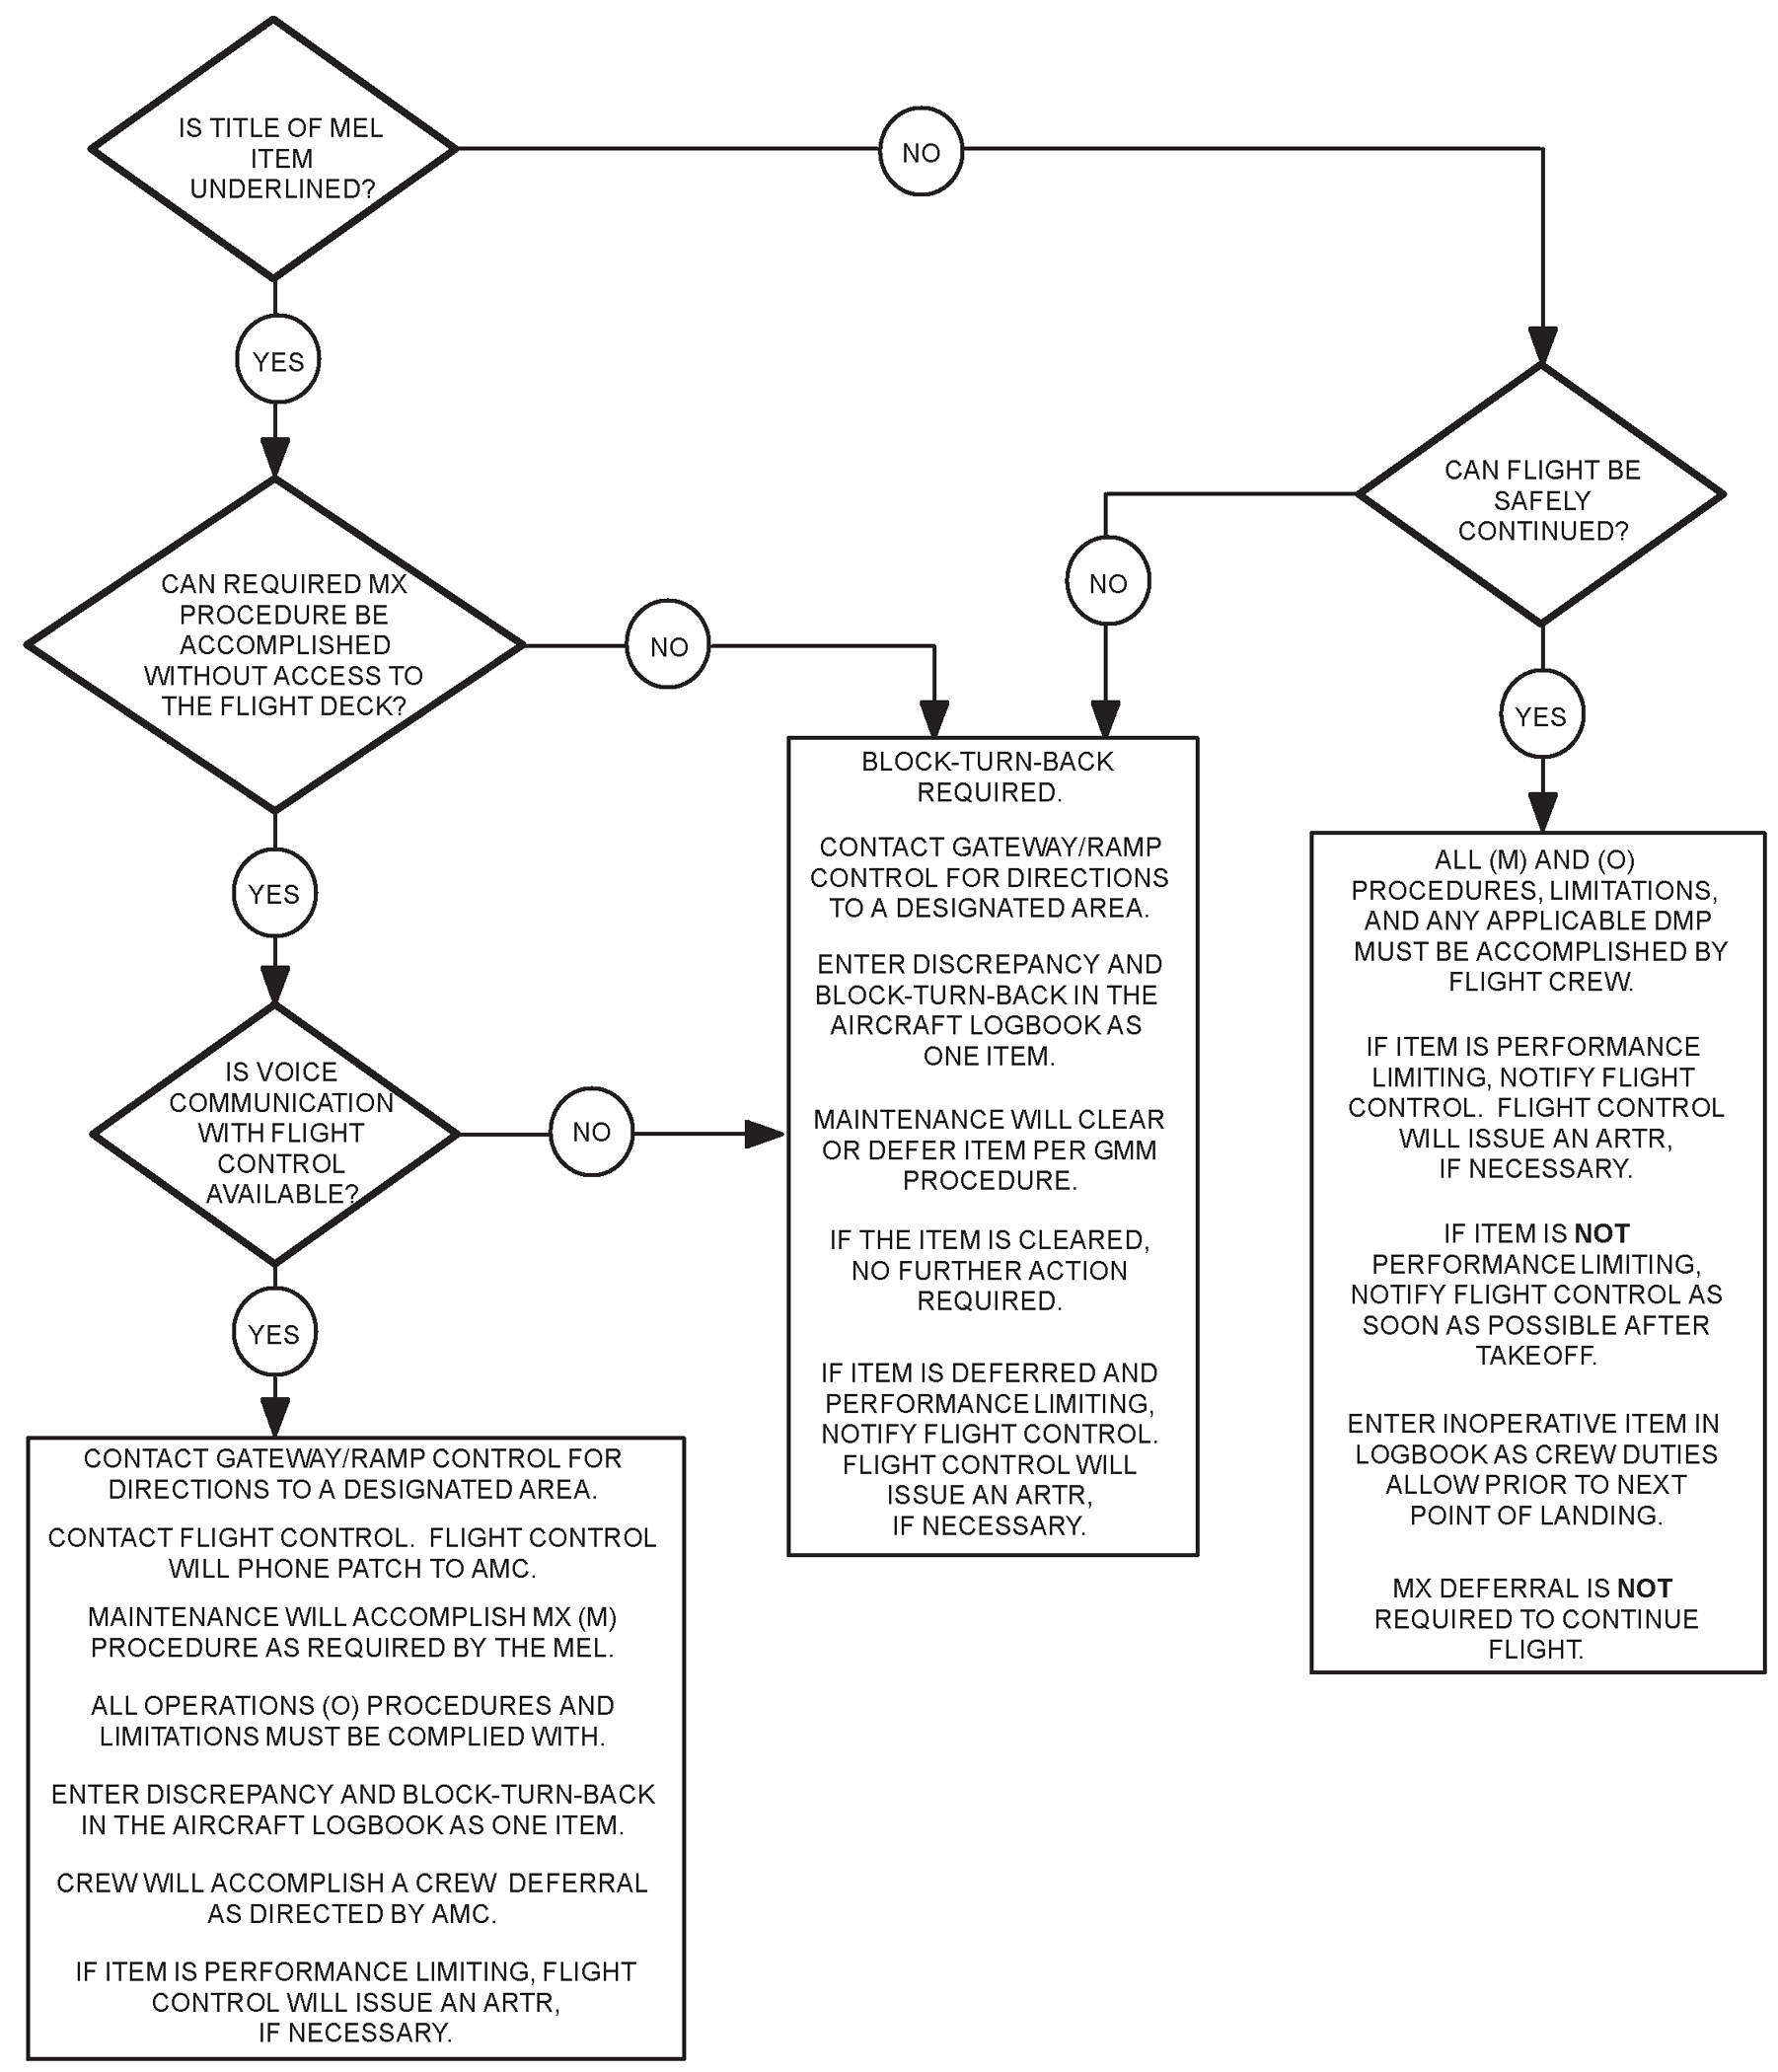 IS TITLE OF MEL
ITEM
UNDERLINED?
NO
YES
CAN FLIGHT BE
SAFELY
CONTINUED?
NO
YES
CAN REQUIRED MX
PROCEDURE BE
ACCOMPLISHED
WITHOUT ACCESS TO
THE FLIGHT DECK?
NO
YES
BLOCK-TURN-BACK
REQUIRED.
CONTACT GATEWAY/RAMP
CONTROL FOR DIRECTIONS
TO A DESIGNATED AREA.
ENTER DISCREPANCY AND
BLOCK-TURN-BACK IN THE
AIRCRAFT LOGBOOK AS
ONE ITEM.
MAINTENANCE WILL CLEAR
OR DEFER ITEM PER GMM
PROCEDURE.
IF THE ITEM IS CLEARED,
NO FURTHER ACTION
REQUIRED.
IF ITEM IS DEFERRED AND
PERFORMANCE LIMITING,
NOTIFY FLIGHT CONTROL.
FLIGHT CONTROL WILL
ISSUE AN ARTR,
IF NECESSARY.
ALL (M) AND (O)
PROCEDURES, LIMITATIONS,
AND ANY APPLICABLE DMP
MUST BE ACCOMPLISHED BY
FLIGHT CREW.
IF ITEM IS PERFORMANCE
LIMITING, NOTIFY FLIGHT
CONTROL. FLIGHT CONTROL
WILL ISSUE AN ARTR,
IF NECESSARY.
IF ITEM IS NOT
PERFORMANCE LIMITING,
NOTIFY FLIGHT CONTROL AS
SOON AS POSSIBLE AFTER
TAKEOFF.
ENTER INOPERATIVE ITEM IN
LOGBOOK AS CREW DUTIES
ALLOW PRIOR TO NEXT
POINT OF LANDING.
MX DEFERRAL IS NOT
REQUIRED TO CONTINUE
FLIGHT.
IS VOICE
COMMUNICATION
WITH FLIGHT
CONTROL
AVAILABLE?
NO
YES
CONTACT GATEWAY/RAMP CONTROL FOR
DIRECTIONS TO A DESIGNATED AREA.
CONTACT FLIGHT CONTROL. FLIGHT CONTROL
WILL PHONE PATCH TO AMC.
MAINTENANCE WILL ACCOMPLISH MX (M)
PROCEDURE AS REQUIRED BY THE MEL.
ALL OPERATIONS (O) PROCEDURES AND
LIMITATIONS MUST BE COMPLIED WITH.
ENTER DISCREPANCY AND BLOCK-TURN-BACK
IN THE AIRCRAFT LOGBOOK AS ONE ITEM.
CREW WILL ACCOMPLISH A CREW DEFERRAL
AS DIRECTED BY AMC.
IF ITEM IS PERFORMANCE LIMITING, FLIGHT
CONTROL WILL ISSUE AN ARTR,
IF NECESSARY.